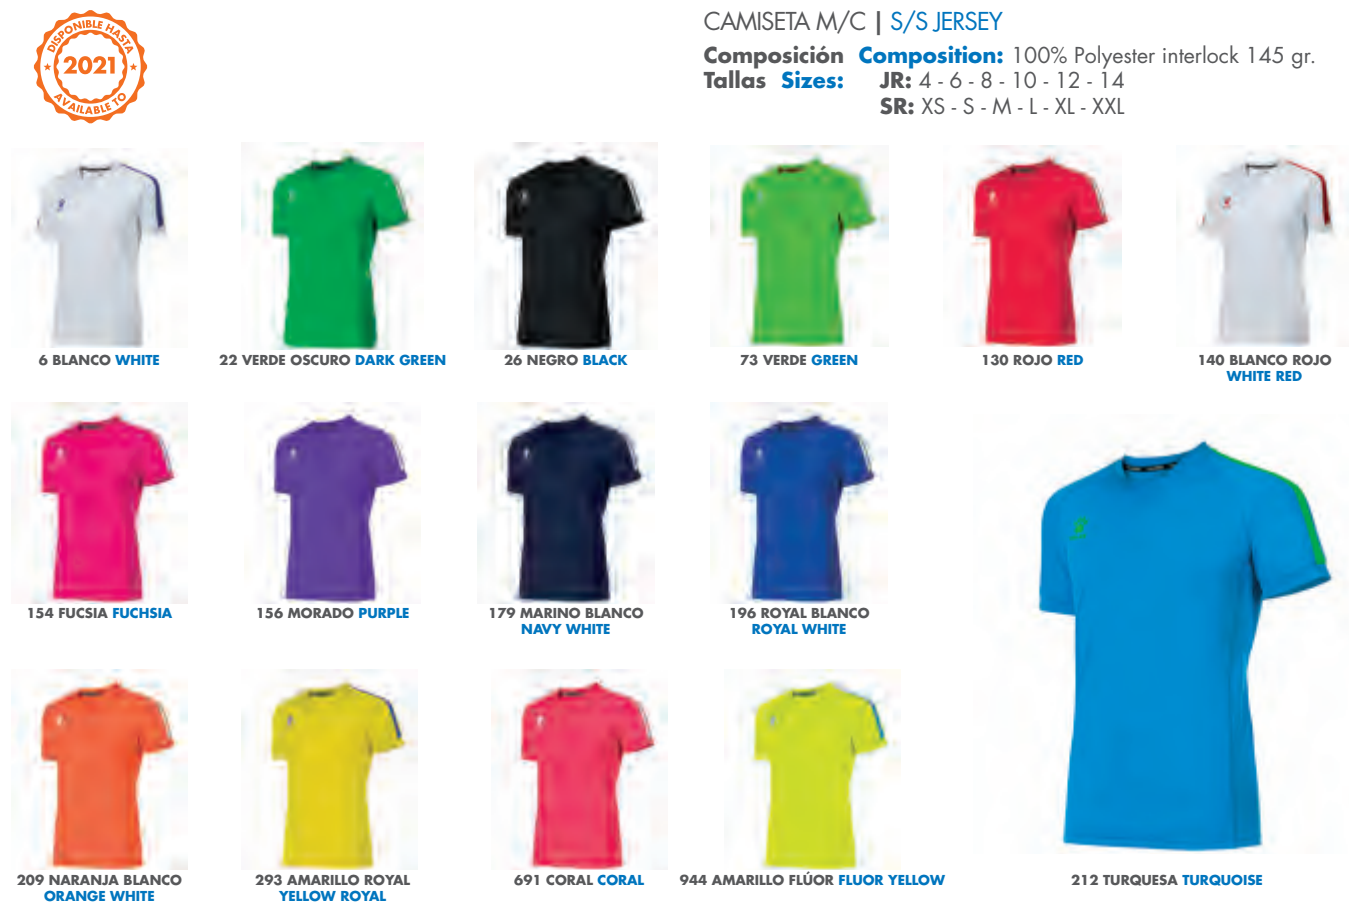 DISPONIBLE HASTA
2021
AVAILABLE TO
CAMISETA M/C | S/S JERSEY
Composición Composition: 100% Polyester interlock 145 gr.
Tallas Sizes: JR: 4 - 6 - 8 - 10 - 12 - 14
SR: XS - S - M - L - XL - XXL
6 BLANCO WHITE
22 VERDE OSCURO DARK GREEN
26 NEGRO BLACK
73 VERDE GREEN
130 ROJO RED
140 BLANCO ROJO
WHITE RED
154 FUCSIA FUCHSIA
156 MORADO PURPLE
179 MARINO BLANCO
NAVY WHITE
196 ROYAL BLANCO
ROYAL WHITE
209 NARANJA BLANCO
ORANGE WHITE
293 AMARILLO ROYAL
YELLOW ROYAL
691 CORAL CORAL
944 AMARILLO FLÚOR FLUOR YELLOW
212 TURQUESA TURQUOISE